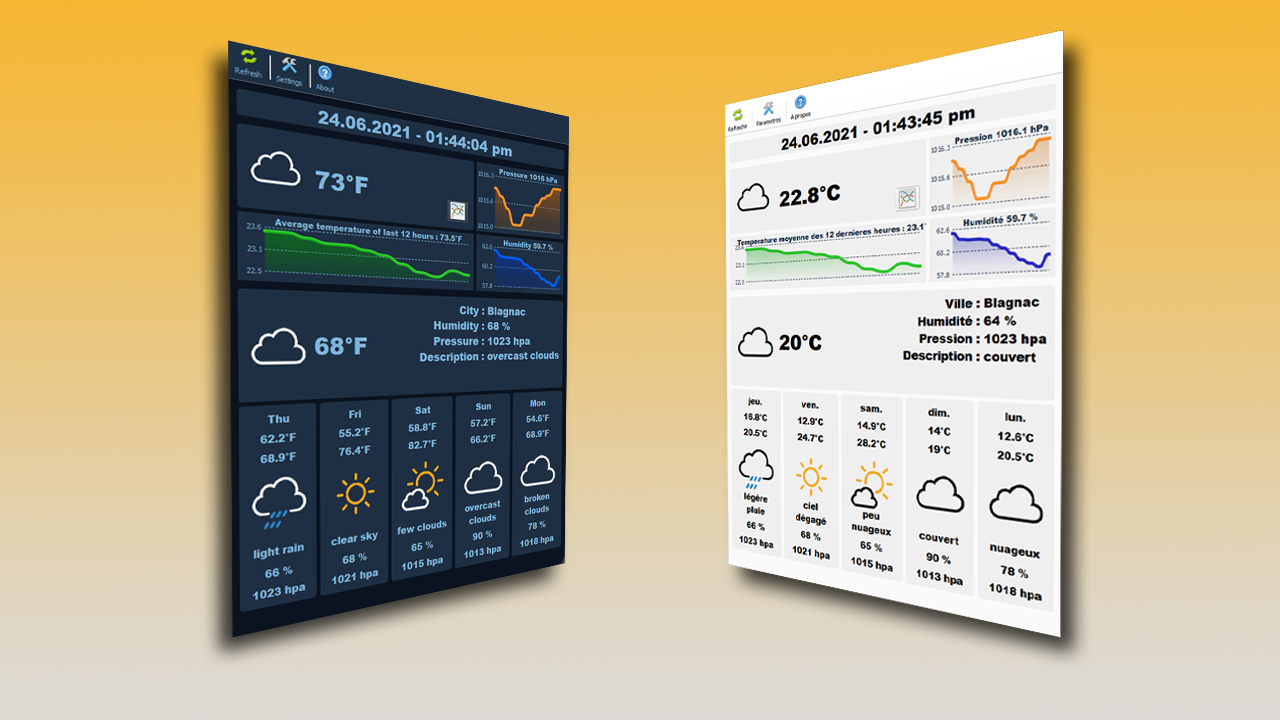 Refresh
Settings
About
24.06.2021 - 01:44:04 pm
73°F
Pressure 1016 hPa
1016.3
1015.6
1015.0
Average temperature of last 12 hours : 73.5°F
23.6
23.1
22.5
Humidity 59.7 %
62.6
60.2
57.8
68°F
City : Blagnac
Humidity : 68 %
Pressure : 1023 hpa
Description : overcast clouds
Thu
62.2°F
68.9°F
light rain
66 %
1023 hpa
Fri
55.2°F
76.4°F
clear sky
68 %
1021 hpa
Sat
58.8°F
82.7°F
few clouds
65 %
1015 hpa
Sun
57.2°F
66.2°F
overcast
clouds
90 %
1013 hpa
Mon
54.6°F
68.9°F
broken
clouds
78 %
1018 hpa
Refraiche
Parametres
A propos
24.06.2021 - 01:43:45 pm
22.8°C
Pression 1016.1 hPa
1016.3
1015.6
1015.0
Temperature moyenne des 12 dernieres heures : 23.1°
23.1
Humidité 59.7 %
62.6
60.2
57.8
20°C
Ville : Blagnac
Humidité : 64 %
Pression : 1023 hpa
Description : couvert
jeu.
16.8°C
20.5°C
légère
pluie
66 %
1023 hpa
ven.
12.9°C
24.7°C
ciel
dégagé
68 %
1021 hpa
sam.
14.9°C
28.2°C
peu
nuageux
65 %
1015 hpa
dim.
14°C
19°C
couvert
90 %
1013 hpa
lun.
12.6°C
20.5°C
nuageux
78 %
1018 hpa